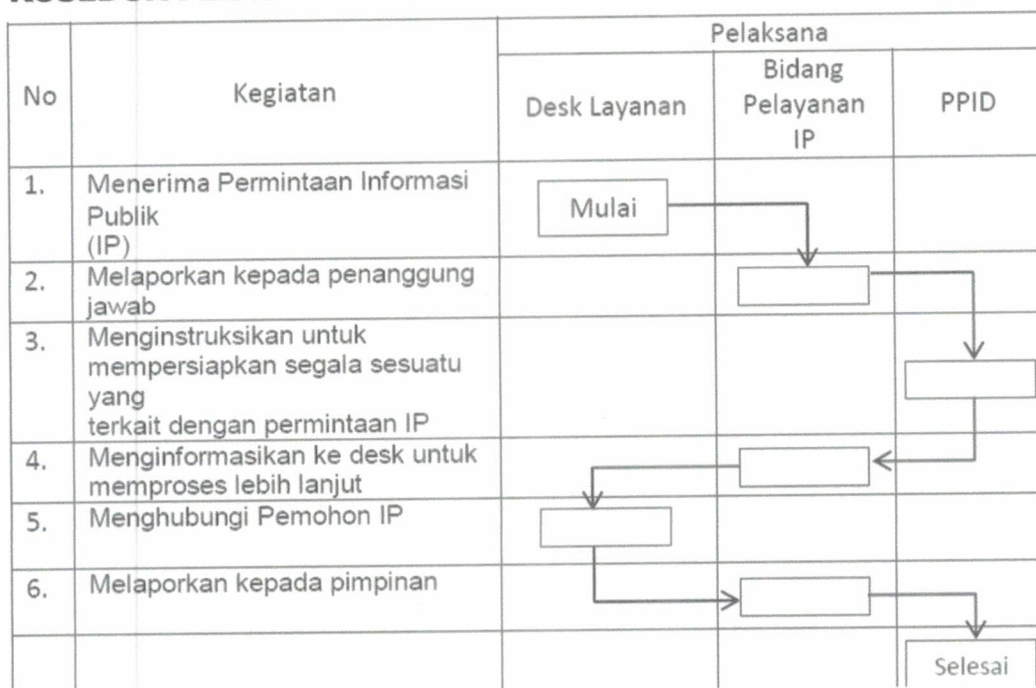 No
Kegiatan
Pelaksana
Desk Layanan
Bidang
Pelayanan
IP
PPID
1.
Menerima Permintaan Informasi
Publik
(IP)
Mulai
2.
Melaporkan kepada penanggung
jawab
3.
Menginstruksikan untuk
mempersiapkan segala sesuatu
yang
terkait dengan permintaan IP
4.
Menginformasikan ke desk untuk
memproses lebih lanjut
5.
Menghubungi Pemohon IP
6.
Melaporkan kepada pimpinan
Selesai